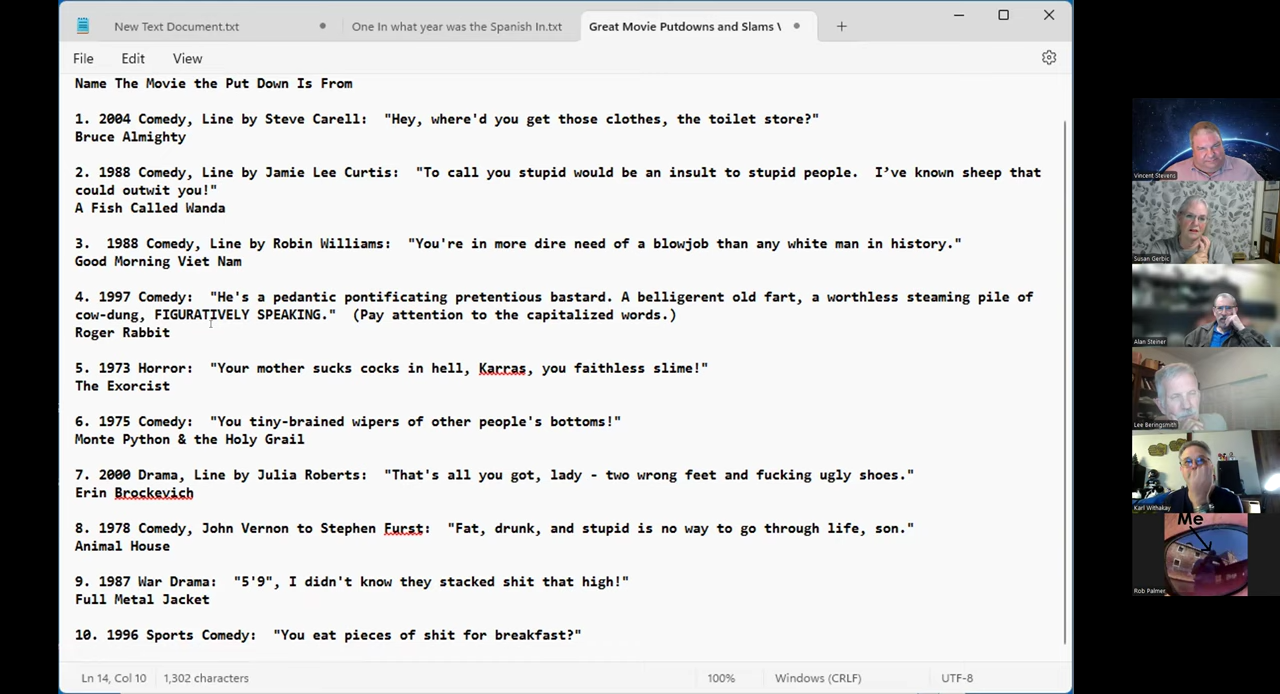 New Text Document.txt
One In what year was the Spanish In.txt
Great Movie Putdowns and Slams \
File
Edit
View
Name The Movie the Put Down Is From
1. 2004 Comedy, Line by Steve Carell:  "Hey, where'd you get those clothes, the toilet store?"
Bruce Almighty
2. 1988 Comedy, Line by Jamie Lee Curtis:  "To call you stupid would be an insult to stupid people.  I’ve known sheep that
could outwit you!"
A Fish Called Wanda
3.  1988 Comedy, Line by Robin Williams:  "You're in more dire need of a blowjob than any white man in history."
Good Morning Viet Nam
4. 1997 Comedy:  "He's a pedantic pontificating pretentious bastard. A belligerent old fart, a worthless steaming pile of
cow-dung, FIGURATIVELY SPEAKING."  (Pay attention to the capitalized words.)
Roger Rabbit
5. 1973 Horror:  "Your mother sucks cocks in hell, Karras, you faithless slime!"
The Exorcist
6. 1975 Comedy:  "You tiny-brained wipers of other people's bottoms!"
Monte Python & the Holy Grail
7. 2000 Drama, Line by Julia Roberts:  "That's all you got, lady - two wrong feet and fucking ugly shoes."
Erin Brockevich
8. 1978 Comedy, John Vernon to Stephen Furst:  "Fat, drunk, and stupid is no way to go through life, son."
Animal House
9. 1987 War Drama:  "5'9", I didn't know they stacked shit that high!"
Full Metal Jacket
10. 1996 Sports Comedy:  "You eat pieces of shit for breakfast?"
Ln 14, Col 10
1,302 characters
100%
Windows (CRLF)
UTF-8
Vincent Stevens
Susan Gerbic
Alan Steiner
Lee Beringsmith
Karl Withakay
Me
Rob Palmer